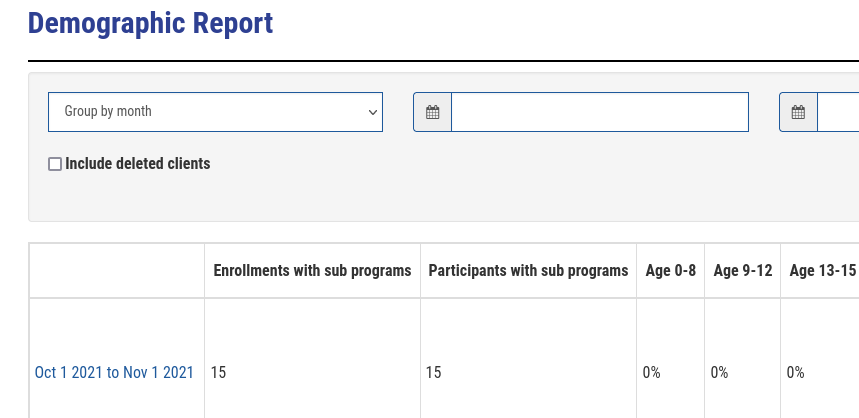 Demographic Report
Group by month
Include deleted clients
Enrollments with sub programs Participants with sub programs Age 0-8 Age 9-12 Age 13-15
Oct 1 2021 to Nov 1 2021 15 15 0% 0% 0%